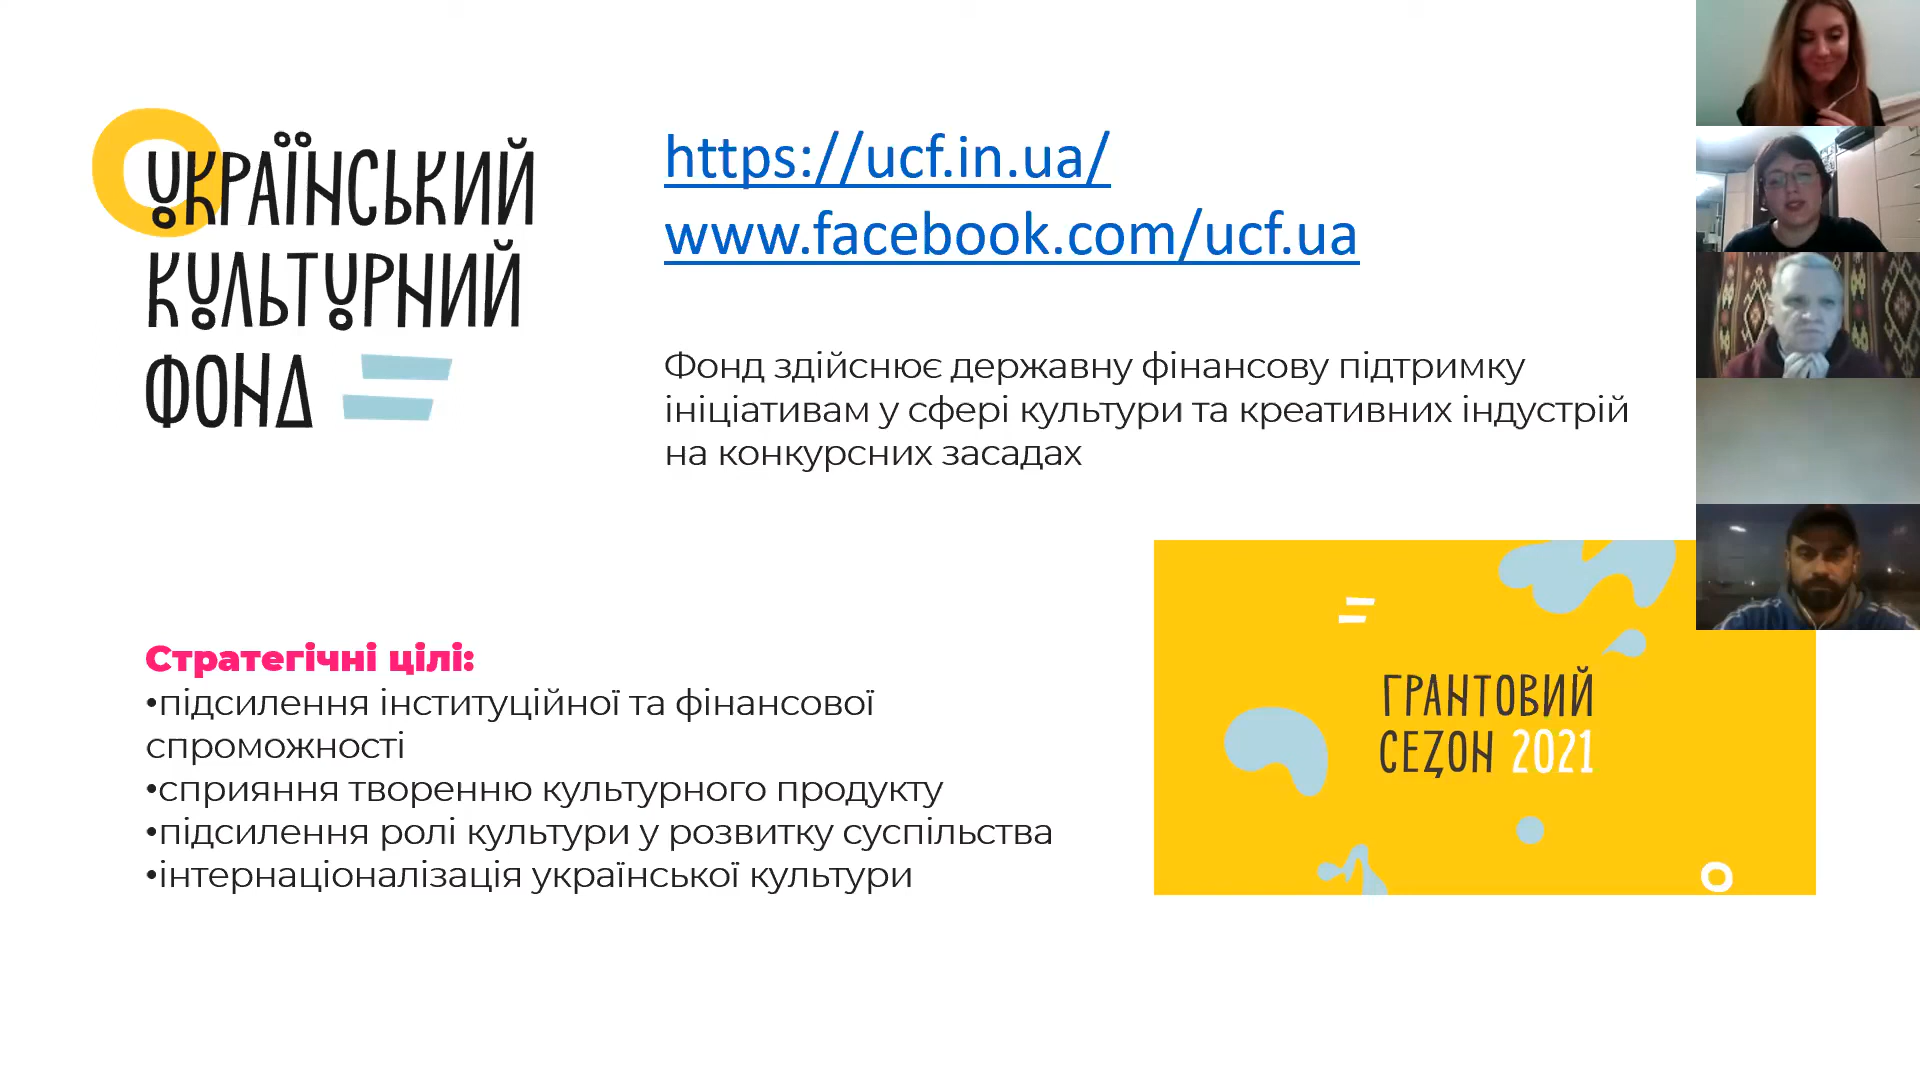 УКРАЇНСЬКИЙ
КУЛЬТУРНИЙ
ФОНД
https://ucf.in.ua/
www.facebook.com/ucf.ua
Фонд здійснює державну фінансову підтримку
ініціативам у сфері культури та креативних індустрій
на конкурсних засадах
Стратегічні цілі:
•підсилення інституційної та фінансової
спроможності
•сприяння творенню культурного продукту
•підсилення ролі культури у розвитку суспільства
•інтернаціоналізація української культури
ГРАНТОВИЙ
СЕZОН 2021